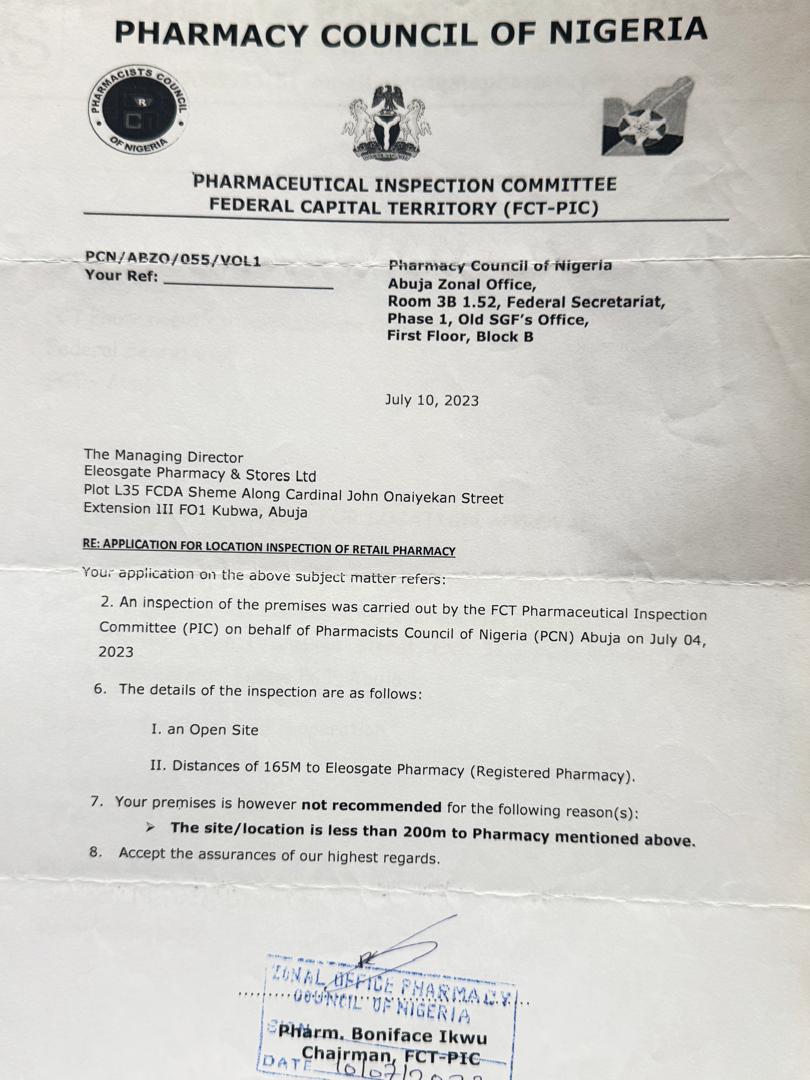 PHARMACY COUNCIL OF NIGERIA
PHARMACISTS COUNCIL
OF NIGERIA
PHARMACEUTICAL INSPECTION COMMITTEE
FEDERAL CAPITAL TERRITORY (FCT-PIC)
PCN/ABZO/055/VOL1
Your Ref:
Pharmacy Council of Nigeria
Abuja Zonal Office,
Room 3B 1.52, Federal Secretariat,
Phase 1, Old SGF's Office,
First Floor, Block B
July 10, 2023
The Managing Director
Eleosgate Pharmacy & Stores Ltd
Plot L35 FCDA Sheme Along Cardinal John Onaiyekan Street
Extension III FO1 Kubwa, Abuja
RE: APPLICATION FOR LOCATION INSPECTION OF RETAIL PHARMACY
Your application on the above subject matter refers:
2. An inspection of the premises was carried out by the FCT Pharmaceutical Inspection
Committee (PIC) on behalf of Pharmacists Council of Nigeria (PCN) Abuja on July 04,
2023
6. The details of the inspection are as follows:
I. an Open Site
II. Distances of 165M to Eleosgate Pharmacy (Registered Pharmacy).
7. Your premises is however not recommended for the following reason(s):
➢ The site/location is less than 200m to Pharmacy mentioned above.
8. Accept the assurances of our highest regards.
ZONAL OFFICE PHARMACY
COUNCIL OF NIGERIA
Pharm. Boniface Ikwu
Chairman, FCT-PIC
DATE 10/07/2023